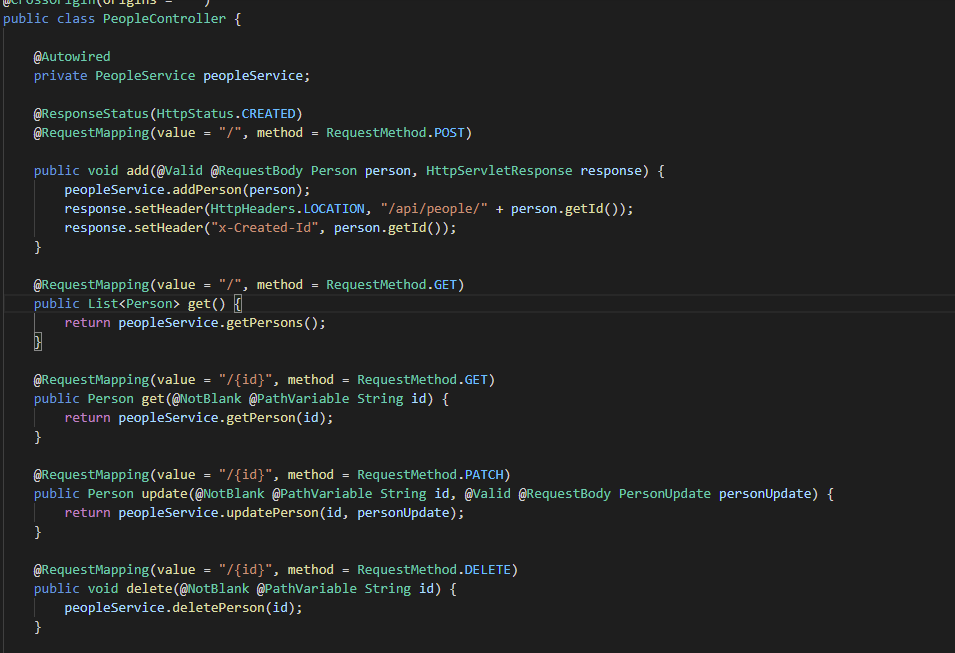 @CrossOrigin(origins = "*")
public class PeopleController {
@Autowired
private PeopleService peopleService;
@ResponseStatus(HttpStatus.CREATED)
@RequestMapping(value = "/", method = RequestMethod.POST)
public void add(@Valid @RequestBody Person person, HttpServletResponse response) {
peopleService.addPerson(person);
response.setHeader(HttpHeaders.LOCATION, "/api/people/" + person.getId());
response.setHeader("x-Created-Id", person.getId());
}
@RequestMapping(value = "/", method = RequestMethod.GET)
public List<Person> get() {
return peopleService.getPersons();
}
@RequestMapping(value = "/{id}", method = RequestMethod.GET)
public Person get(@NotBlank @PathVariable String id) {
return peopleService.getPerson(id);
}
@RequestMapping(value = "/{id}", method = RequestMethod.PATCH)
public Person update(@NotBlank @PathVariable String id, @Valid @RequestBody PersonUpdate personUpdate) {
return peopleService.updatePerson(id, personUpdate);
}
@RequestMapping(value = "/{id}", method = RequestMethod.DELETE)
public void delete(@NotBlank @PathVariable String id) {
peopleService.deletePerson(id);
}